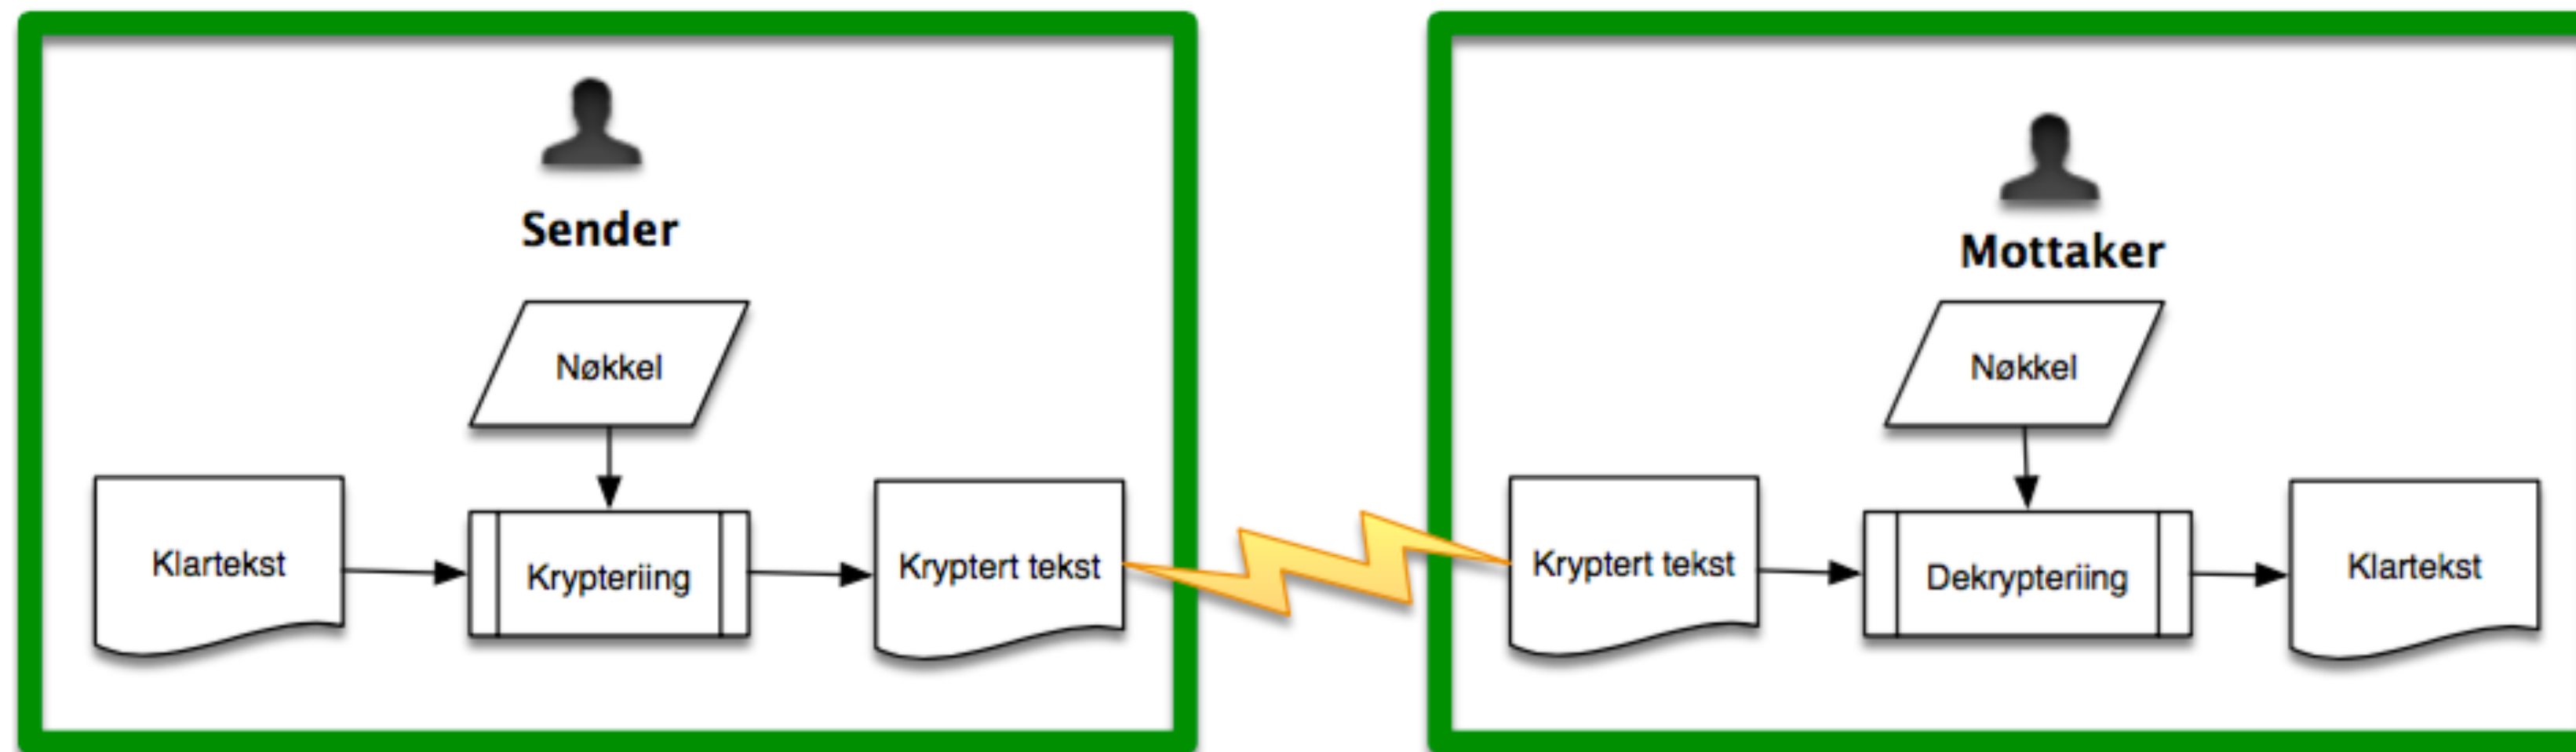 Sender
Nøkkel
Klartekst
Krypteriing
Kryptert tekst
Mottaker
Nøkkel
Kryptert tekst
Dekrypteriing
Klartekst